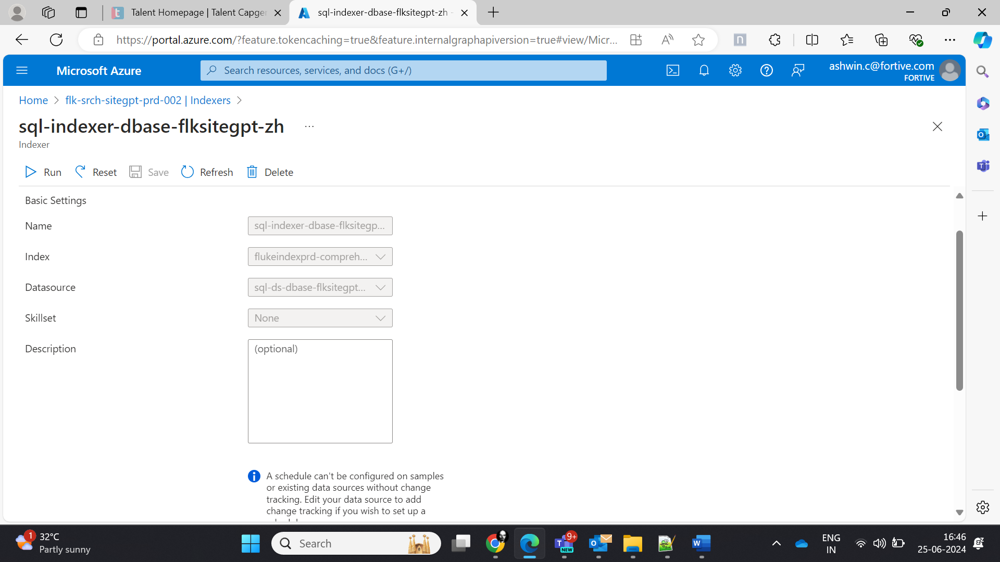 Talent Homepage | Talent Capger
sql-indexer-dbase-flksitegpt-zh -
https://portal.azure.com/?feature.tokencaching=true&feature.internalgraphapiversion=true#view/Micr...
Microsoft Azure
Search resources, services, and docs (G+/)
ashwin.c@fortive.com
FORTIVE
Home > flk-srch-sitegpt-prd-002 | Indexers >
sql-indexer-dbase-flksitegpt-zh ...
Indexer
Run Reset Save Refresh Delete
Basic Settings
Name sql-indexer-dbase-flksitegp...
Index flukeindexprd-compreh...
Datasource sql-ds-dbase-flksitegpt...
Skillset None
Description (optional)
A schedule can't be configured on samples
or existing data sources without change
tracking. Edit your data source to add
change tracking if you wish to set up a
1
32°C
Partly sunny
Search
9+
NEW
ENG
IN
16:46
25-06-2024